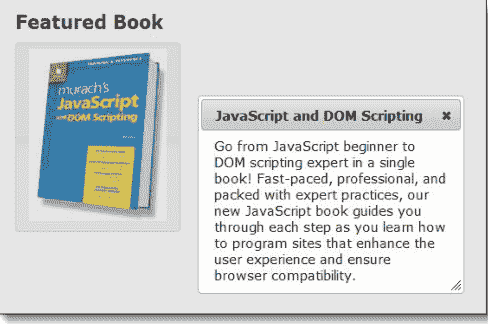 Featured Book
murach's
JavaScript
and DOM Scripting
JavaScript and DOM Scripting
Go from JavaScript beginner to
DOM scripting expert in a single
book! Fast-paced, professional, and
packed with expert practices, our
new JavaScript book guides you
through each step as you learn how
to program sites that enhance the
user experience and ensure
browser compatibility.